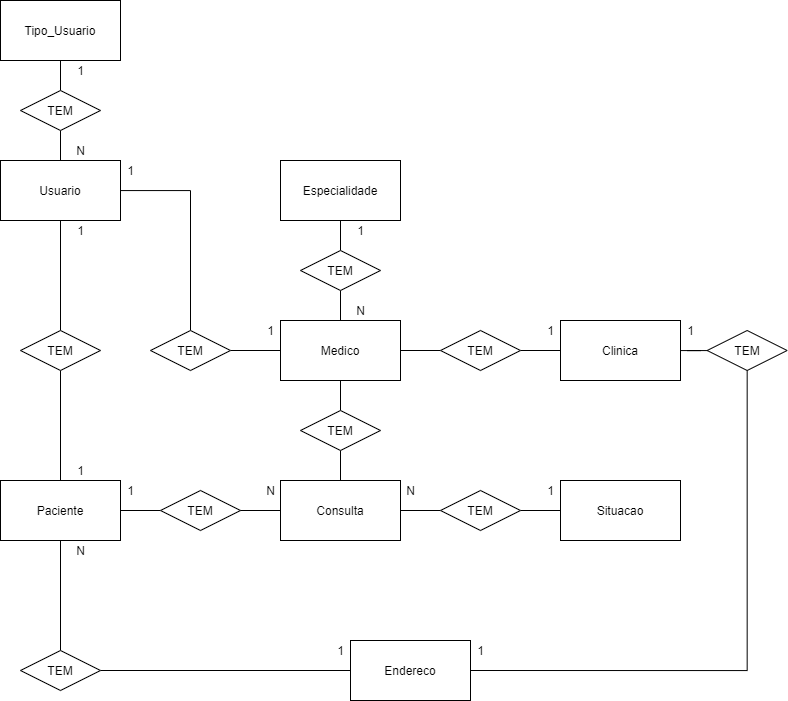 Tipo_Usuario
1
TEM
N
Usuario
1
1
Especialidade
1
TEM
N
TEM
TEM
1
Medico
TEM
1
Clinica
1
TEM
TEM
1
Paciente
1
TEM
N
Consulta
N
TEM
1
Situacao
N
TEM
1
Endereco
1